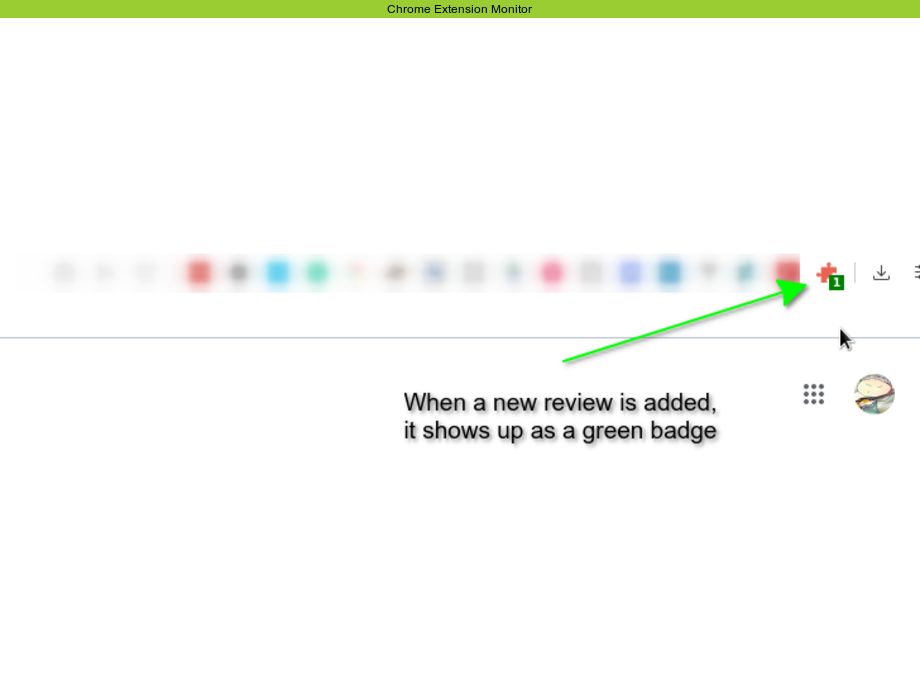 Chrome Extension Monitor
1
When a new review is added,
it shows up as a green badge